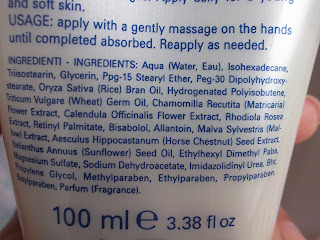 and soft skin.
USAGE: apply with a gentle massage on the hands
until completed absorbed. Reapply as needed.
INGREDIENTI - INGREDIENTS: Aqua (Water, Eau), Isohexadecane,
Triisostearin, Glycerin, Ppg-15 Stearyl Ether, Peg-30 Dipolyhydroxy-
stearate, Oryza Sativa (Rice) Bran Oil, Hydrogenated Polyisobutene,
Triticum Vulgare (Wheat) Germ Oil, Chamomilla Recutita (Matricaria)
Flower Extract, Calendula Officinalis Flower Extract, Rhodiola Rosea
Extract, Retinyl Palmitate, Bisabolol, Allantoin, Malva Sylvestris (Mal-
low) Extract, Aesculus Hippocastanum (Horse Chestnut) Seed Extract,
Helianthus Annuus (Sunflower) Seed Oil, Ethylhexyl Dimethyl Paba,
Magnesium Sulfate, Sodium Dehydroacetate, Imidazolidinyl Urea, Bht,
Propylene Glycol, Methylparaben, Ethylparaben, Propylparaben,
Butylparaben, Parfum (Fragrance).
100 ml e 3.38 fl oz